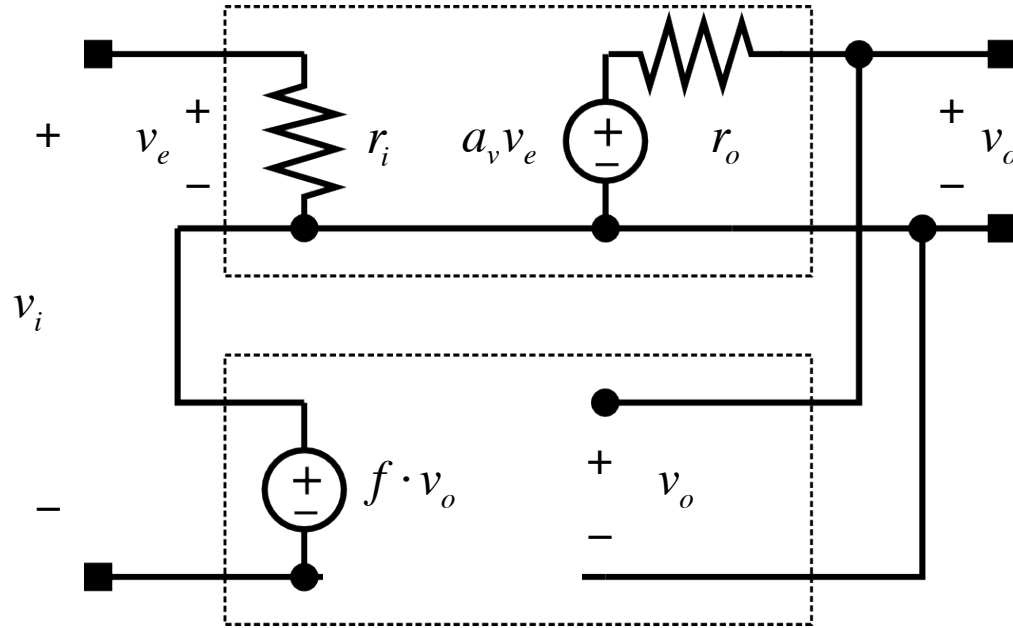 + v_e + − r_i a_v v_e + − r_o + − v_o
v_i
− + − f · v_o + − v_o